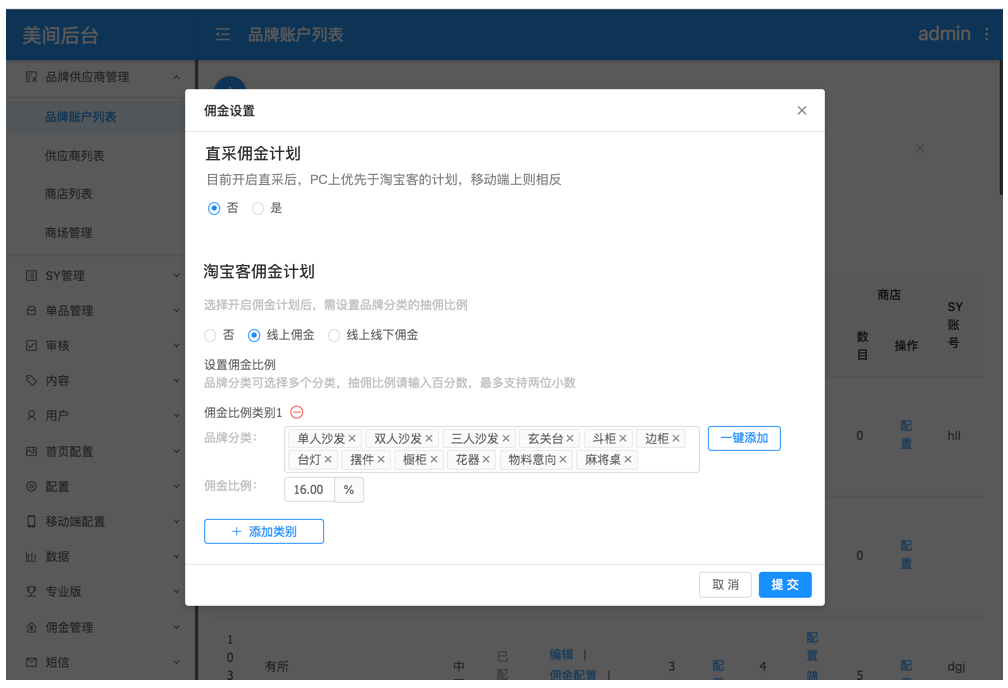 美间后台
品牌账户列表
admin
品牌供应商管理
品牌账户列表
供应商列表
商店列表
商场管理
SY管理
单品管理
审核
内容
用户
首页配置
配置
移动端配置
数据
专业版
佣金管理
短信
佣金设置
直采佣金计划
目前开启直采后，PC上优先于淘宝客的计划，移动端上则相反
否 是
淘宝客佣金计划
选择开启佣金计划后，需设置品牌分类的抽佣比例
否 线上佣金 线上线下佣金
设置佣金比例
品牌分类可选择多个分类，抽佣比例请输入百分数，最多支持两位小数
佣金比例类别1
品牌分类： 单人沙发 × 双人沙发 × 三人沙发 × 玄关台 × 斗柜 × 边柜 × 一键添加
台灯 × 摆件 × 橱柜 × 花器 × 物料意向 × 麻将桌 ×
佣金比例： 16.00 %
+ 添加类别
取 消 提 交
商店
数目
操作
SY账号
0 配置 hll
0 配置
103
有所
中
已配
编辑 |
佣金配置 |
3
配
4
配置
5
配
dgj